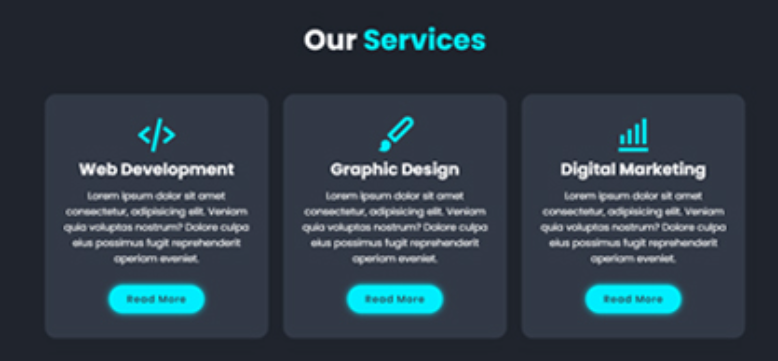 Our Services
Web Development
Lorem ipsum dolor sit amet
consectetur, adipisicing elit. Veniam
quia voluptas nostrum? Dolore culpa
eius possimus fugit reprehenderit
aperiam eveniet.
Read More
Graphic Design
Lorem ipsum dolor sit amet
consectetur, adipisicing elit. Veniam
quia voluptas nostrum? Dolore culpa
eius possimus fugit reprehenderit
aperiam eveniet.
Read More
Digital Marketing
Lorem ipsum dolor sit amet
consectetur, adipisicing elit. Veniam
quia voluptas nostrum? Dolore culpa
eius possimus fugit reprehenderit
aperiam eveniet.
Read More